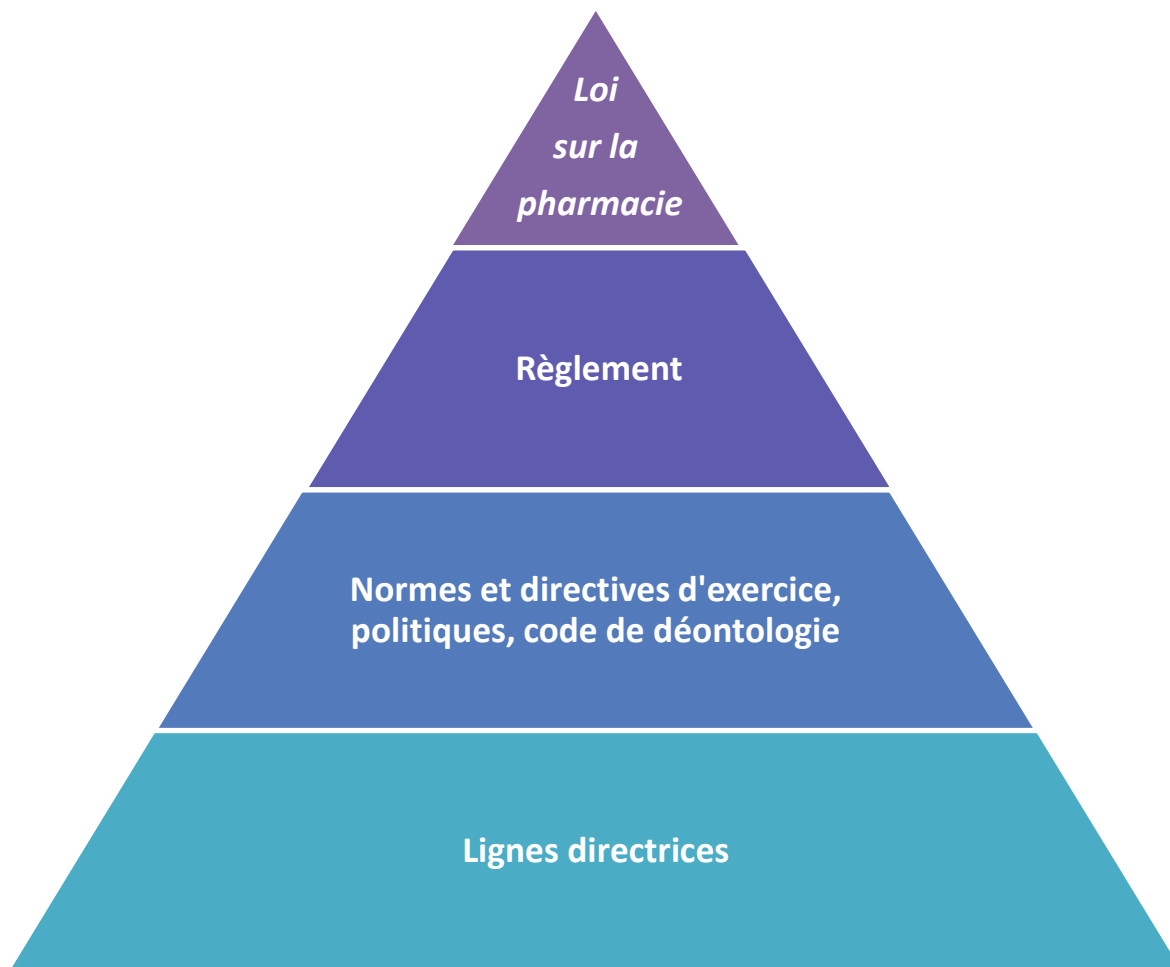 Loi
sur la
pharmacie
Règlement
Normes et directives d'exercice,
politiques, code de déontologie
Lignes directrices